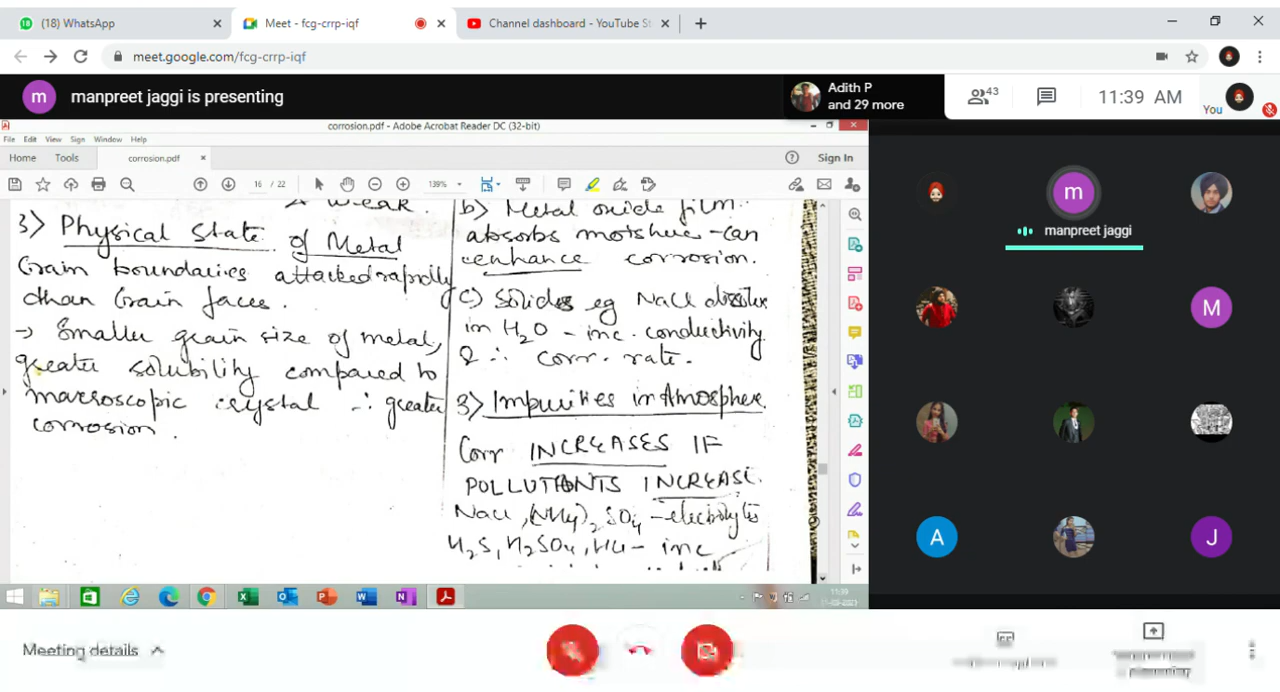 (18) WhatsApp
Meet - fcg-crrp-iqf
Channel dashboard - YouTube St
meet.google.com/fcg-crrp-iqf
m
manpreet jaggi is presenting
Adith P
and 29 more
43
11:39 AM
You
corrosion.pdf - Adobe Acrobat Reader DC (32-bit)
File Edit View Sign Window Help
Home Tools corrosion.pdf Sign In
16 / 22
139%
weak.
3) Physical State of Metal
Grain boundaries attacked rapidly
than Grain faces.
→ Smaller grain size of metal,
greater solubility compared to
macroscopic crystal ∴ greater
corrosion.
b) Metal oxide film
absorbs moisture - can
enhance corrosion.
c) Solids eg NaCl dissolve
in H2O - inc. conductivity
& ∴ corr. rate.
3) Impurities in Atmosphere
Corr INCREASES IF
POLLUTANTS INCREASE.
NaCl, (NH4)2SO4 - electrolytes
H2S, H2SO4, HCl - inc
m
manpreet jaggi
M
A
J
11:39
Meeting details